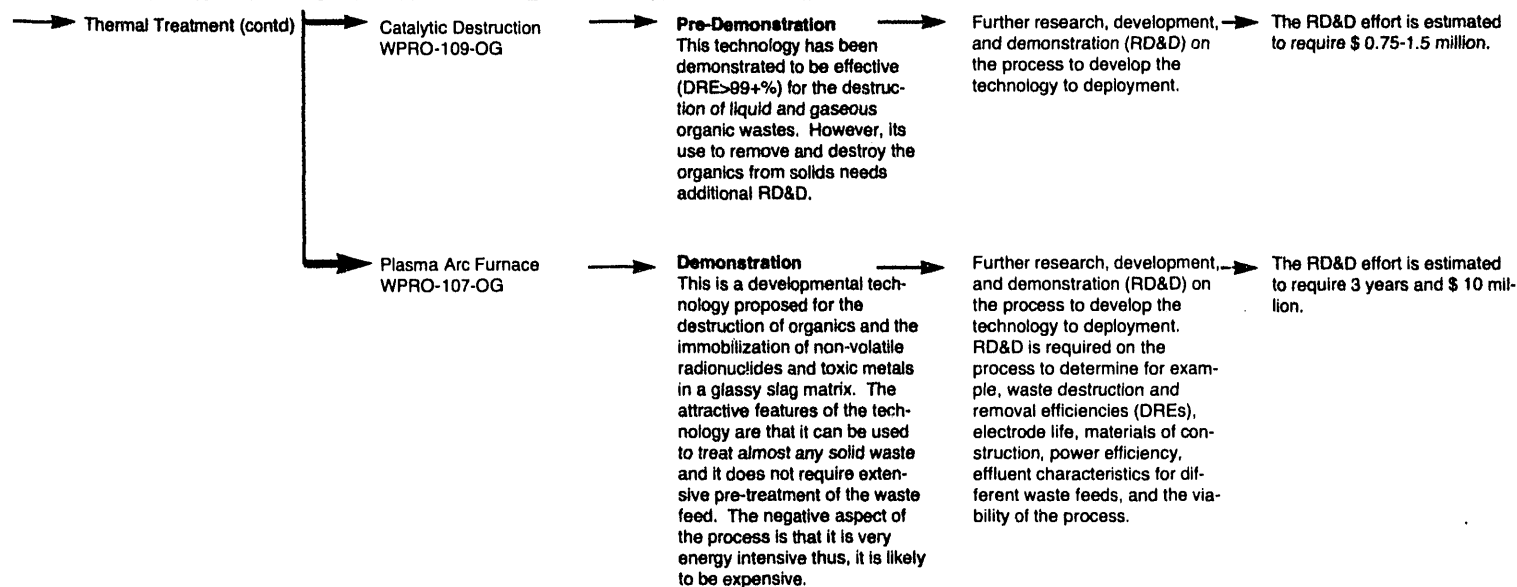 Thermal Treatment (contd)
Catalytic Destruction
WPRO-109-OG
Pre-Demonstration
This technology has been
demonstrated to be effective
(DRE>99+%) for the destruc-
tion of liquid and gaseous
organic wastes. However, its
use to remove and destroy the
organics from solids needs
additional RD&D.
Further research, development,
and demonstration (RD&D) on
the process to develop the
technology to deployment.
The RD&D effort is estimated
to require $ 0.75-1.5 million.
Plasma Arc Furnace
WPRO-107-OG
Demonstration
This is a developmental tech-
nology proposed for the
destruction of organics and the
immobilization of non-volatile
radionuclides and toxic metals
in a glassy slag matrix. The
attractive features of the tech-
nology are that it can be used
to treat almost any solid waste
and it does not require exten-
sive pre-treatment of the waste
feed. The negative aspect of
the process is that it is very
energy intensive thus, it is likely
to be expensive.
Further research, development,
and demonstration (RD&D) on
the process to develop the
technology to deployment.
RD&D is required on the
process to determine for exam-
ple, waste destruction and
removal efficiencies (DREs),
electrode life, materials of con-
struction, power efficiency,
effluent characteristics for dif-
ferent waste feeds, and the via-
bility of the process.
The RD&D effort is estimated
to require 3 years and $ 10 mil-
lion.